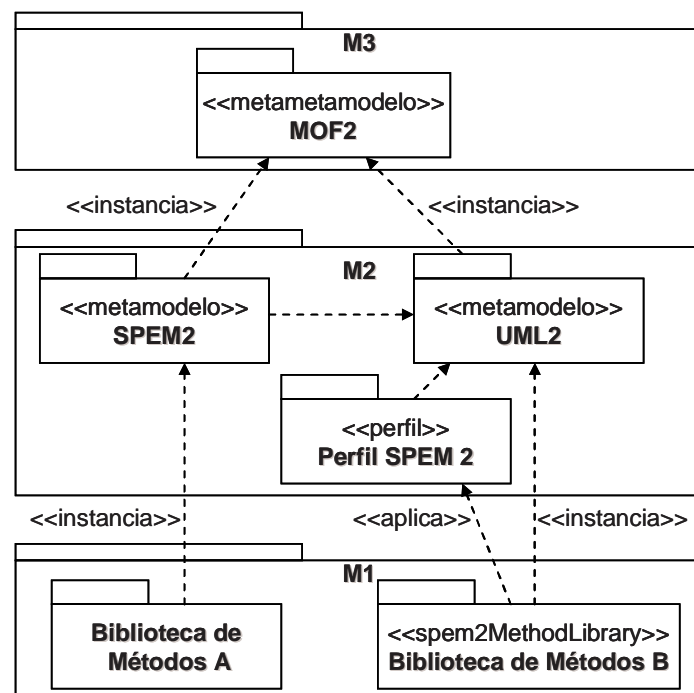 M3
<<metametamodelo>>
MOF2
<<instancia>>
<<instancia>>
M2
<<metamodelo>>
SPEM2
<<metamodelo>>
UML2
<<perfil>>
Perfil SPEM 2
<<instancia>>
<<aplica>>
<<instancia>>
M1
Biblioteca de
Métodos A
<<spem2MethodLibrary>>
Biblioteca de Métodos B